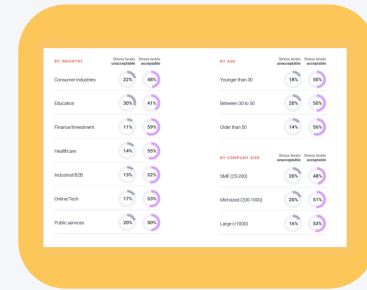 BY INDUSTRY Stress levels unacceptable Stress levels acceptable
Consumer industries 22% 48%
Education 30% 41%
Finance/Investment 11% 59%
Healthcare 14% 55%
Industrial/B2B 13% 52%
Online/Tech 17% 53%
Public services 20% 50%
BY AGE Stress levels unacceptable Stress levels acceptable
Younger than 30 18% 50%
Between 30 to 50 20% 50%
Older than 50 14% 56%
BY COMPANY SIZE Stress levels unacceptable Stress levels acceptable
SME (25-200) 20% 48%
Mid-sized (200-1000) 20% 51%
Large (>1000) 16% 53%